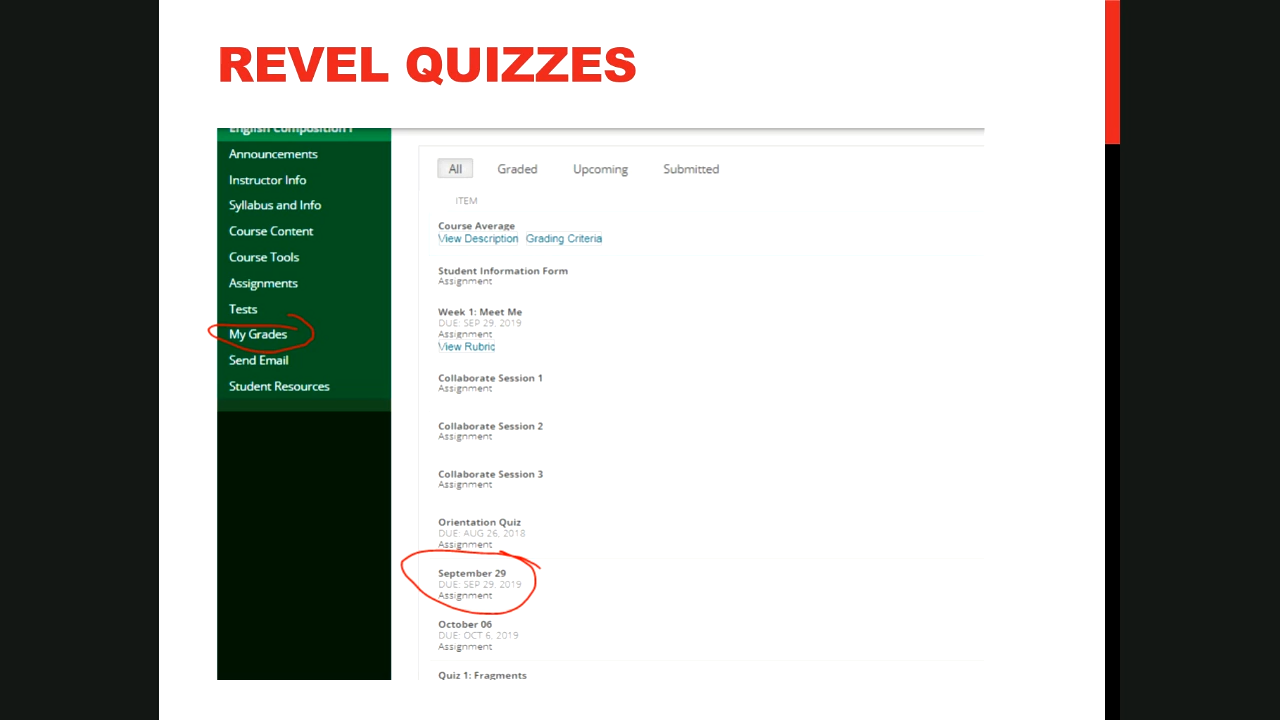 REVEL QUIZZES
English Composition I
Announcements
Instructor Info
Syllabus and Info
Course Content
Course Tools
Assignments
Tests
My Grades
Send Email
Student Resources
All Graded Upcoming Submitted
ITEM
Course Average
View Description Grading Criteria
Student Information Form
Assignment
Week 1: Meet Me
DUE: SEP 29, 2019
Assignment
View Rubric
Collaborate Session 1
Assignment
Collaborate Session 2
Assignment
Collaborate Session 3
Assignment
Orientation Quiz
DUE: AUG 26, 2018
Assignment
September 29
DUE: SEP 29, 2019
Assignment
October 06
DUE: OCT 6, 2019
Assignment
Quiz 1: Fragments